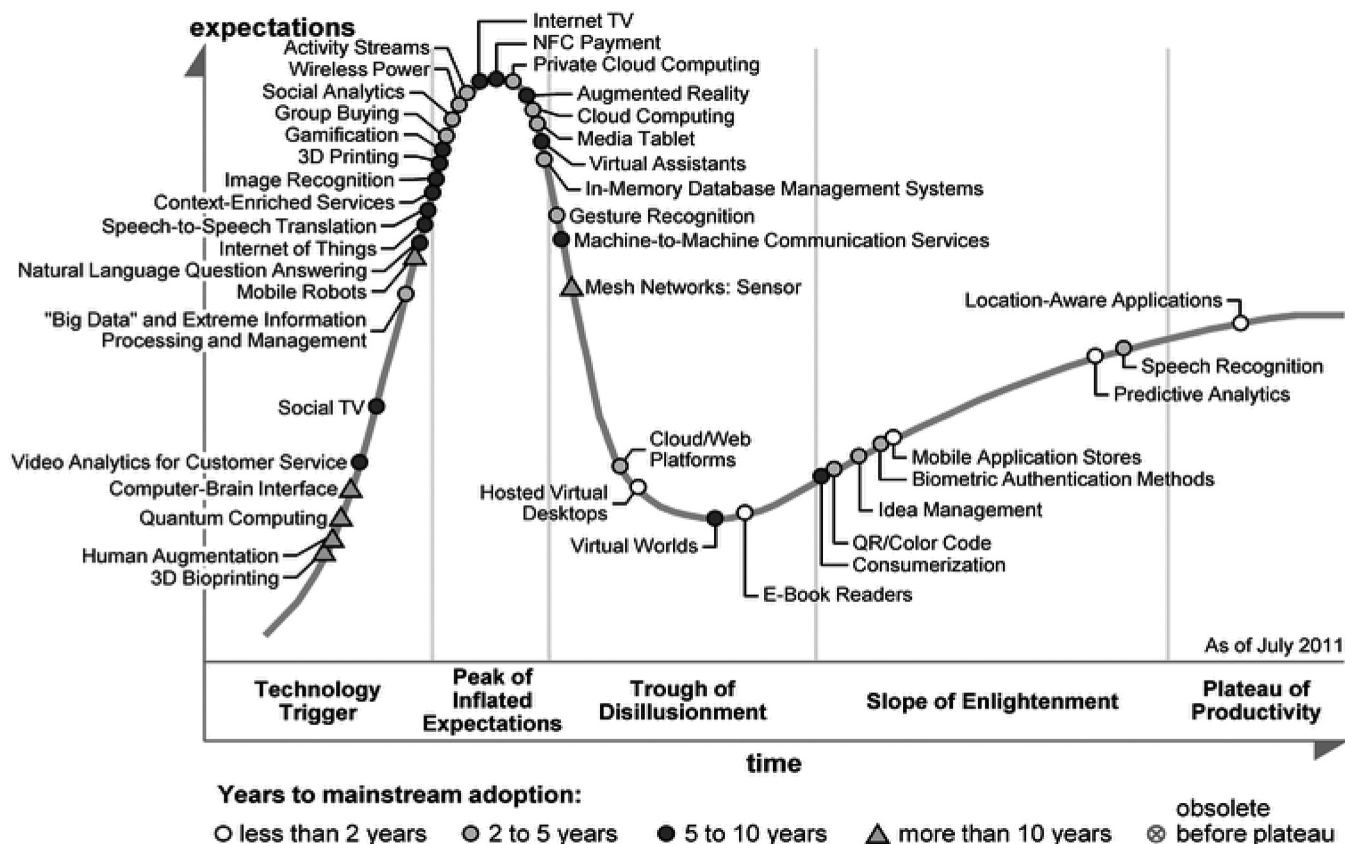 expectations
Internet TV
NFC Payment
Private Cloud Computing
Activity Streams
Wireless Power
Social Analytics
Group Buying
Gamification
3D Printing
Image Recognition
Context-Enriched Services
Speech-to-Speech Translation
Internet of Things
Natural Language Question Answering
Mobile Robots
"Big Data" and Extreme Information
Processing and Management
Social TV
Video Analytics for Customer Service
Computer-Brain Interface
Quantum Computing
Human Augmentation
3D Bioprinting
Augmented Reality
Cloud Computing
Media Tablet
Virtual Assistants
In-Memory Database Management Systems
Gesture Recognition
Machine-to-Machine Communication Services
Mesh Networks: Sensor
Cloud/Web
Platforms
Hosted Virtual
Desktops
Virtual Worlds
E-Book Readers
Location-Aware Applications
Speech Recognition
Predictive Analytics
Mobile Application Stores
Biometric Authentication Methods
Idea Management
QR/Color Code
Consumerization
As of July 2011
Technology
Trigger
Peak of
Inflated
Expectations
Trough of
Disillusionment
Slope of Enlightenment
Plateau of
Productivity
time
Years to mainstream adoption:
less than 2 years
2 to 5 years
5 to 10 years
more than 10 years
obsolete
before plateau